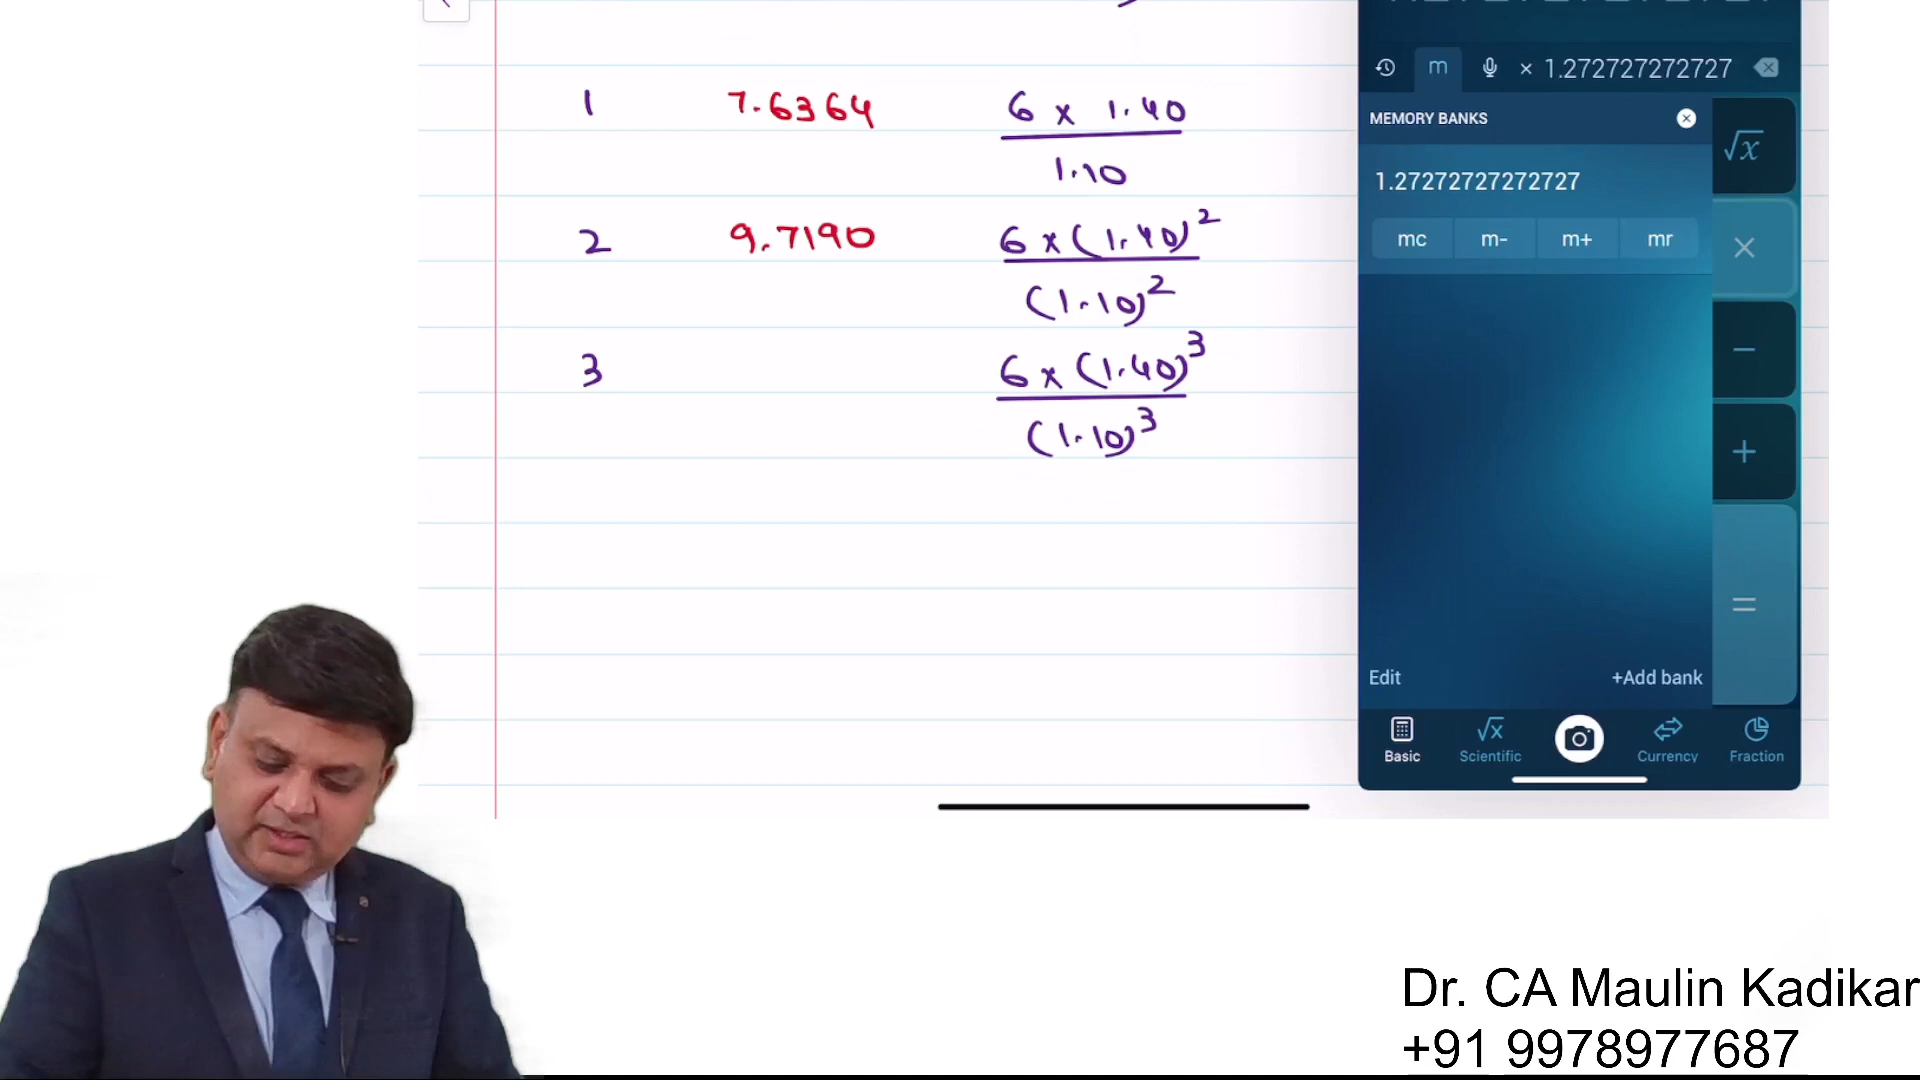 m × 1.272727272727
MEMORY BANKS
1.27272727272727
mc m- m+ mr
√x
×
−
+
=
1 7.6364 6 × 1.40
1.10
2 9.7190 6 × (1.40)²
(1.10)²
3 6 × (1.40)³
(1.10)³
Edit +Add bank
Basic √x Scientific Currency Fraction
Dr. CA Maulin Kadikar
+91 9978977687